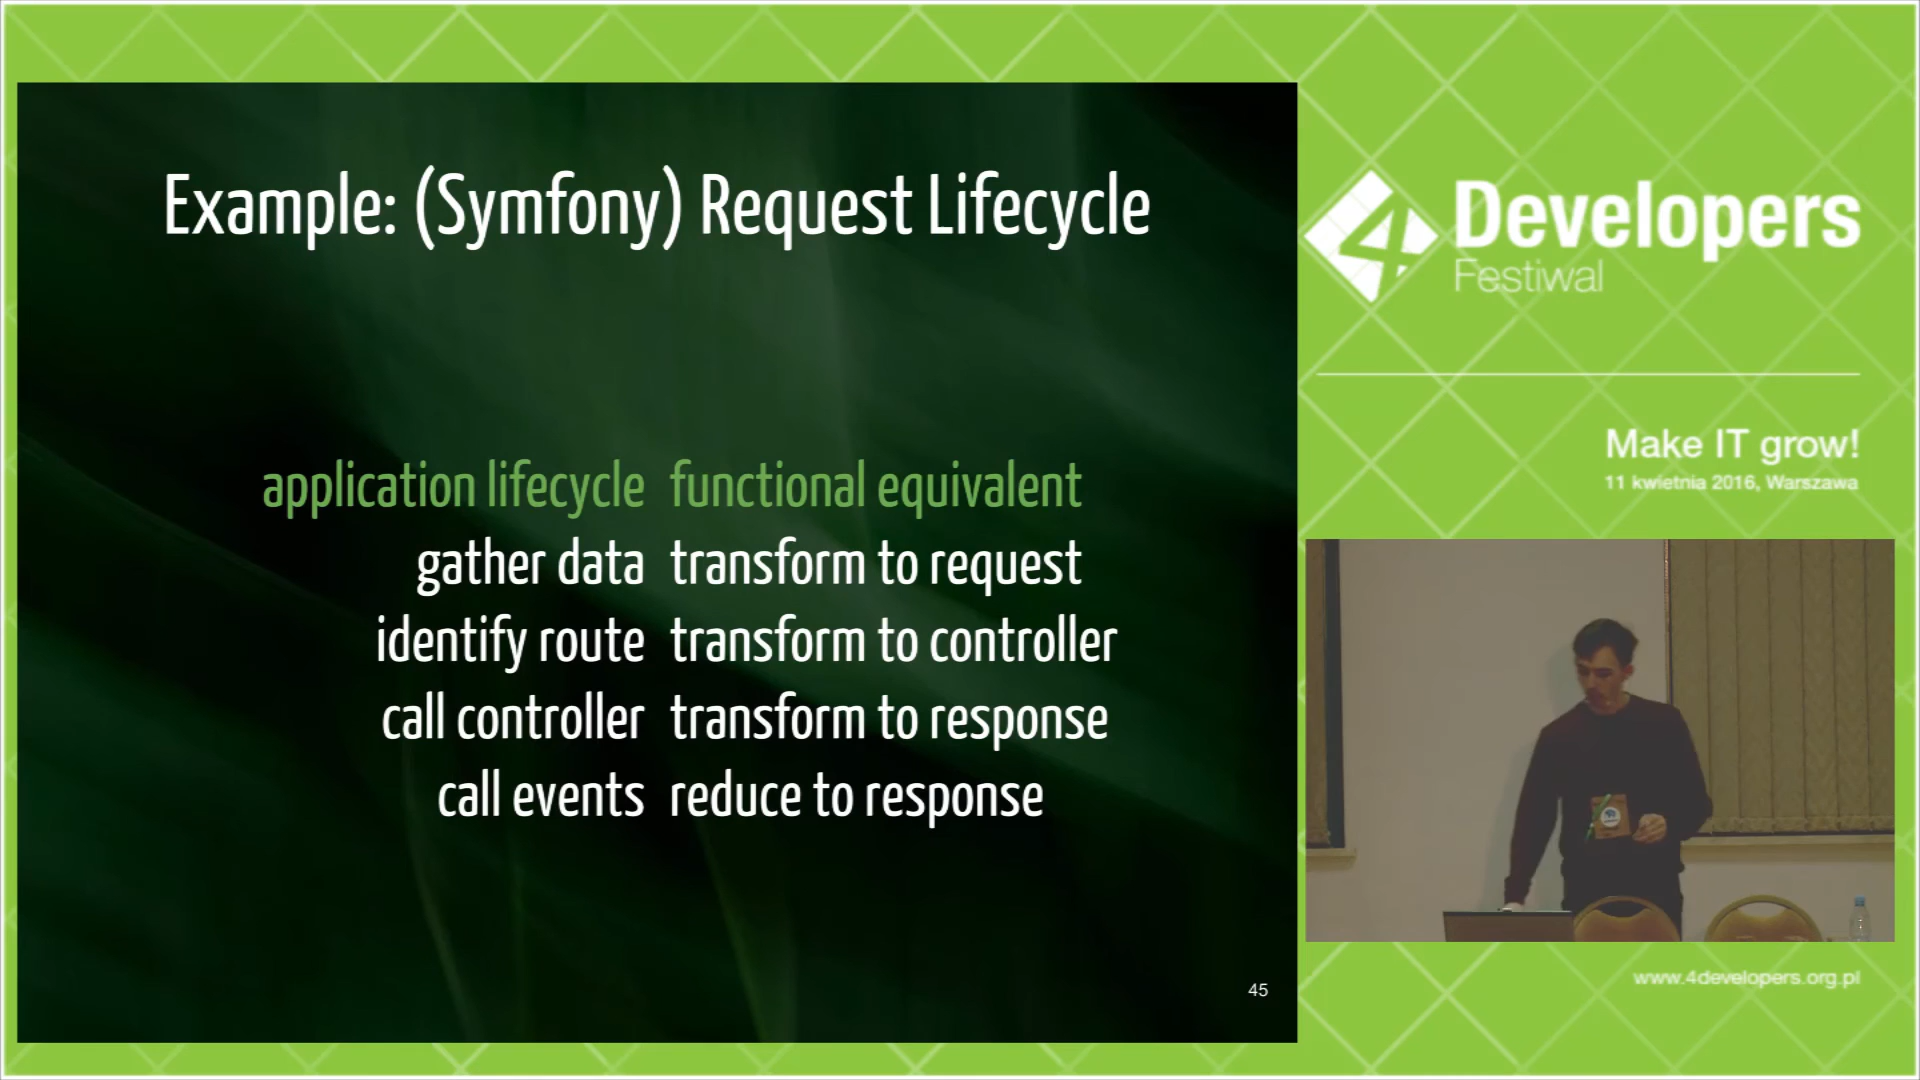 Example: (Symfony) Request Lifecycle
application lifecycle functional equivalent
gather data transform to request
identify route transform to controller
call controller transform to response
call events reduce to response
45
4Developers
Festiwal
Make IT grow!
11 kwietnia 2016, Warszawa
www.4developers.org.pl